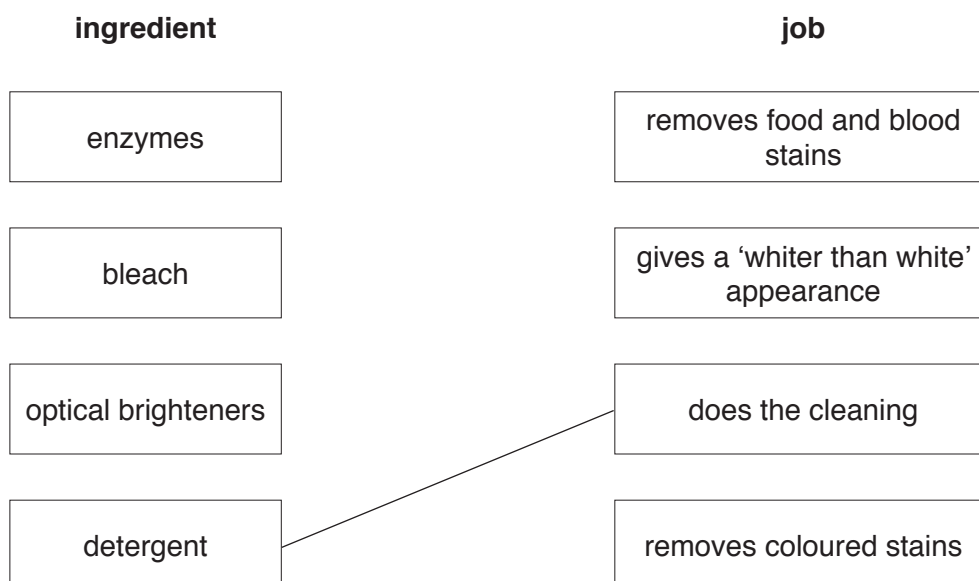 ingredient
job
enzymes
removes food and blood
stains
bleach
gives a ‘whiter than white’
appearance
optical brighteners
does the cleaning
detergent
removes coloured stains